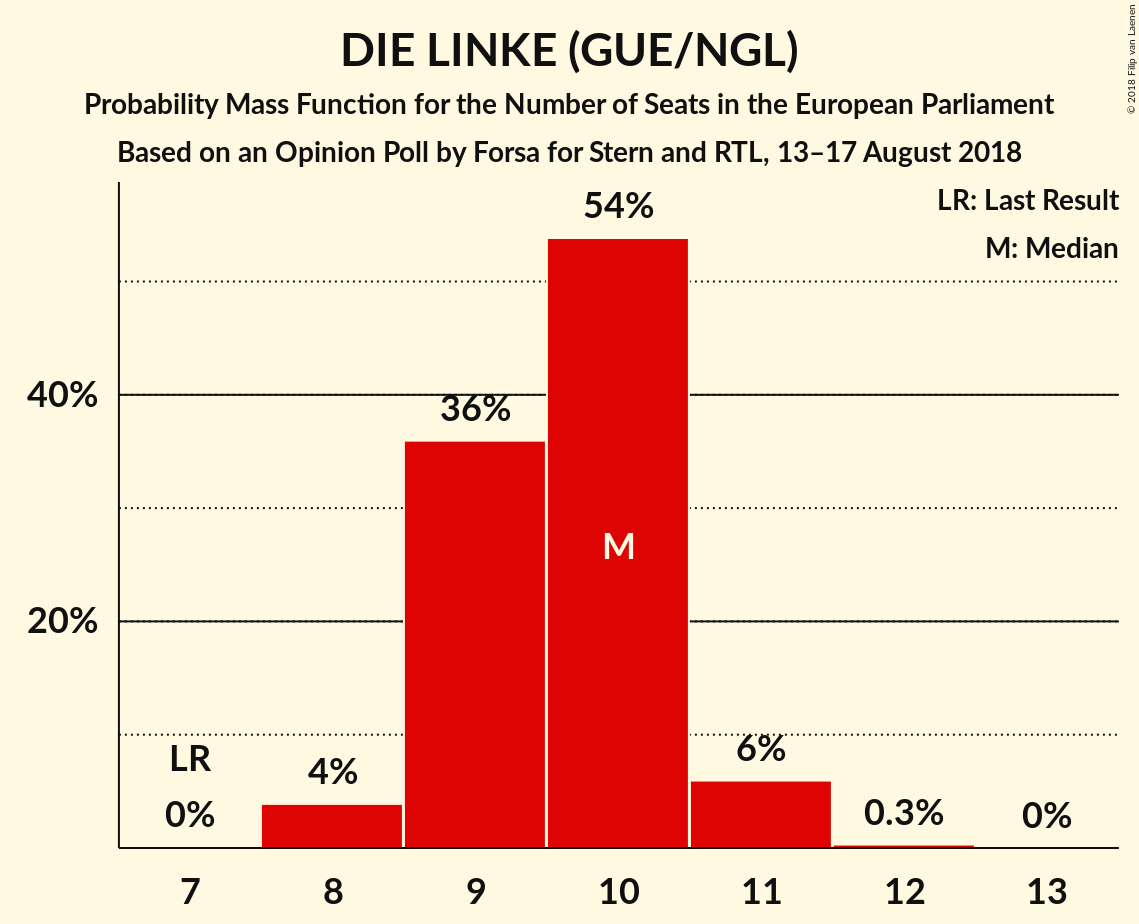 DIE LINKE (GUE/NGL)
Probability Mass Function for the Number of Seats in the European Parliament
Based on an Opinion Poll by Forsa for Stern and RTL, 13–17 August 2018
© 2018 Filip van Laenen
LR: Last Result
M: Median
54%
40%
36%
M
20%
LR
0%
4%
6%
0.3%
0%
7 8 9 10 11 12 13